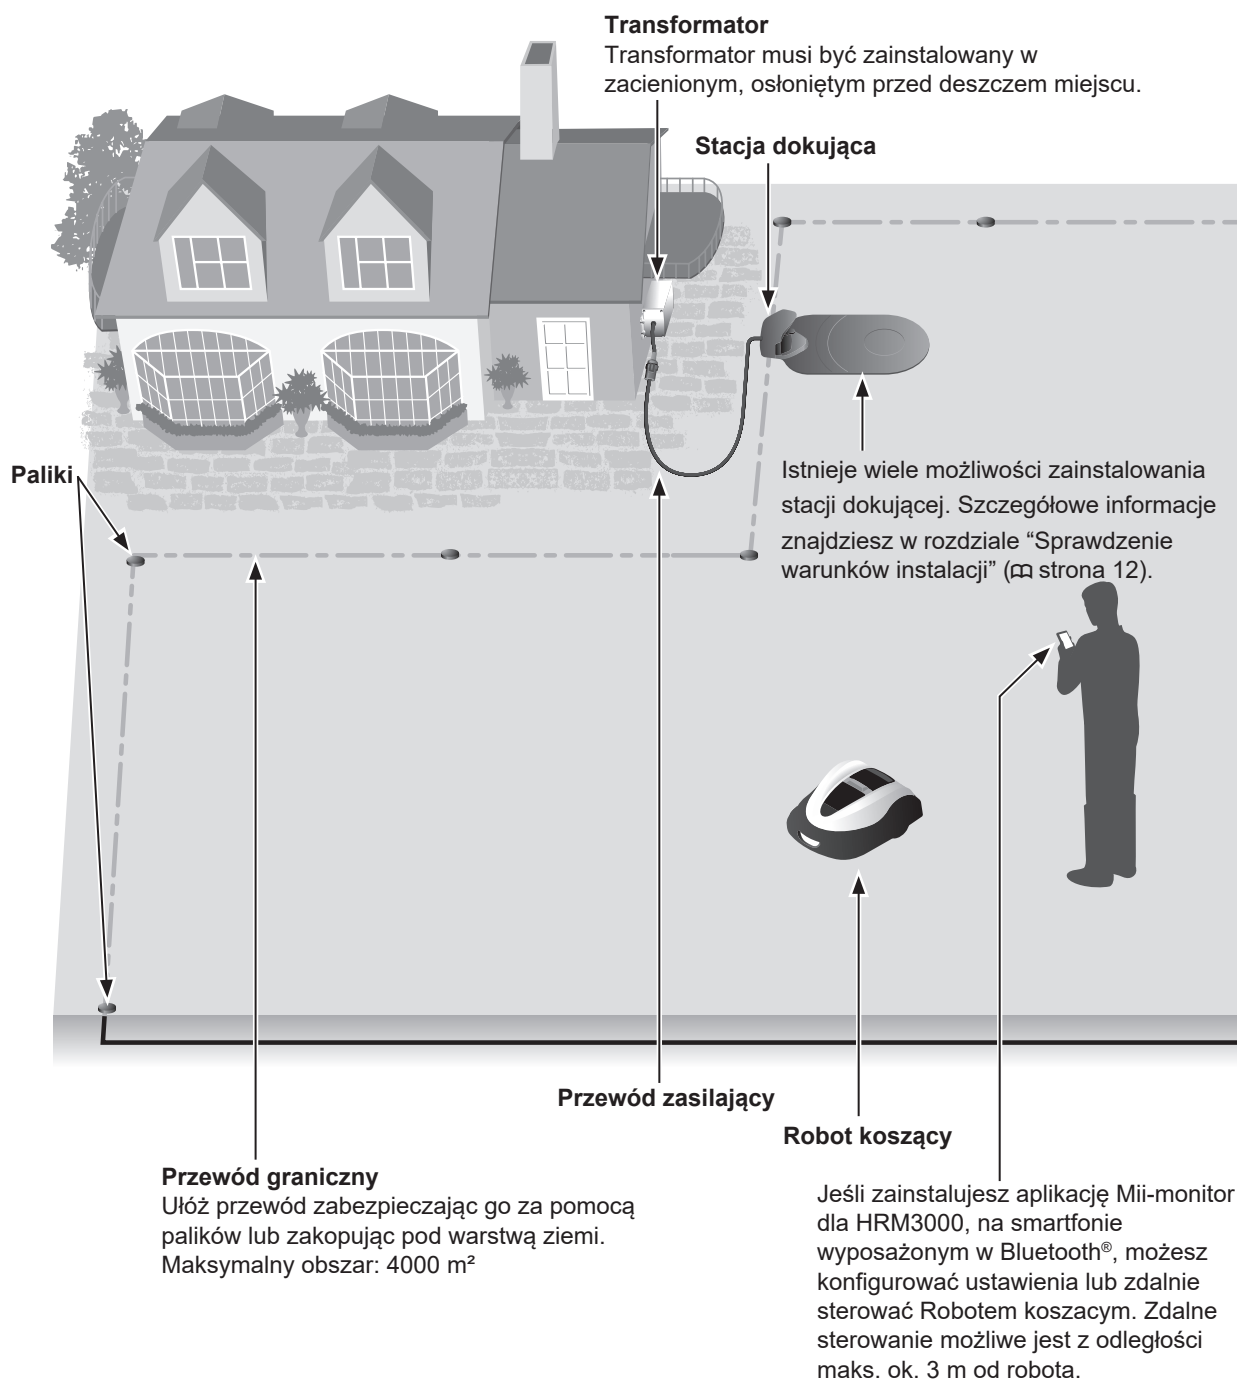 Transformator
Transformator musi być zainstalowany w
zacienionym, osłoniętym przed deszczem miejscu.
Stacja dokująca
Istnieje wiele możliwości zainstalowania
stacji dokującej. Szczegółowe informacje
znajdziesz w rozdziale “Sprawdzenie
warunków instalacji” (🕮 strona 12).
Paliki
Przewód zasilający
Robot koszący
Przewód graniczny
Ułóż przewód zabezpieczając go za pomocą
palików lub zakopując pod warstwą ziemi.
Maksymalny obszar: 4000 m²
Jeśli zainstalujesz aplikację Mii-monitor
dla HRM3000, na smartfonie
wyposażonym w Bluetooth®, możesz
konfigurować ustawienia lub zdalnie
sterować Robotem koszacym. Zdalne
sterowanie możliwe jest z odległości
maks. ok. 3 m od robota.